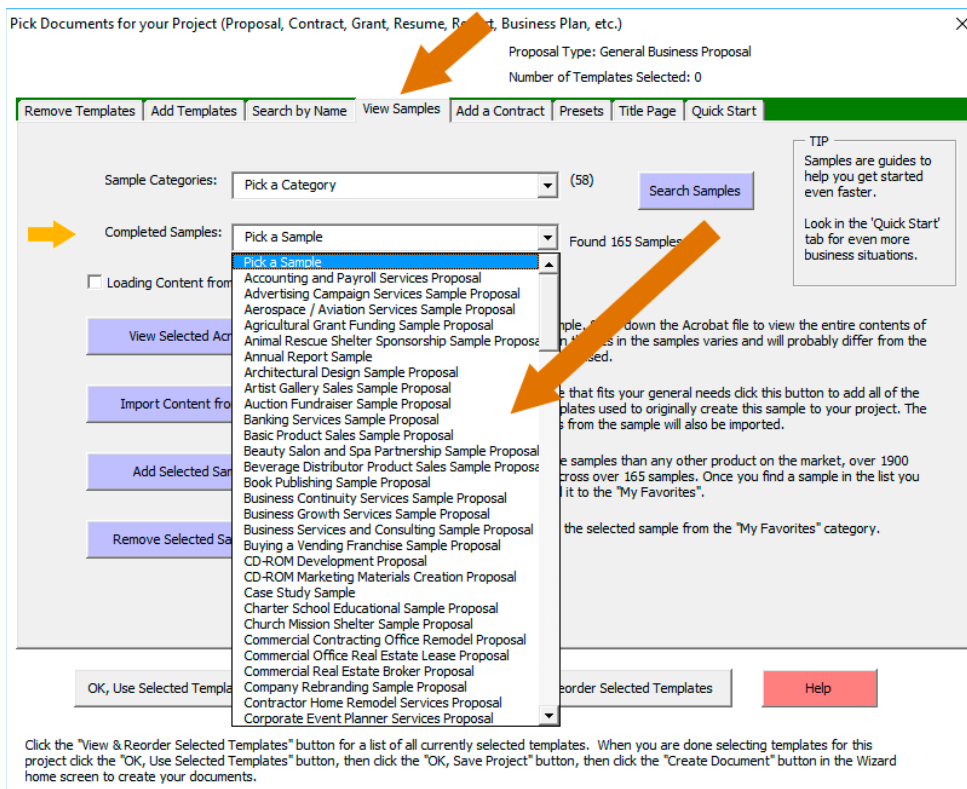 Pick Documents for your Project (Proposal, Contract, Grant, Resume, Report, Business Plan, etc.)
Proposal Type: General Business Proposal
Number of Templates Selected: 0
Remove Templates
Add Templates
Search by Name
View Samples
Add a Contract
Presets
Title Page
Quick Start
TIP
Samples are guides to
help you get started
even faster.
Look in the 'Quick Start'
tab for even more
business situations.
Sample Categories:
Pick a Category
(58)
Search Samples
Completed Samples:
Pick a Sample
Found 165 Samples
Pick a Sample
Accounting and Payroll Services Proposal
Advertising Campaign Services Sample Proposal
Aerospace / Aviation Services Sample Proposal
Agricultural Grant Funding Sample Proposal
Animal Rescue Shelter Sponsorship Sample Proposa
Annual Report Sample
Architectural Design Sample Proposal
Artist Gallery Sales Sample Proposal
Auction Fundraiser Sample Proposal
Banking Services Sample Proposal
Basic Product Sales Sample Proposal
Beauty Salon and Spa Partnership Sample Proposal
Beverage Distributor Product Sales Sample Proposa
Book Publishing Sample Proposal
Business Continuity Services Sample Proposal
Business Growth Services Sample Proposal
Business Services and Consulting Sample Proposal
Buying a Vending Franchise Sample Proposal
CD-ROM Development Proposal
CD-ROM Marketing Materials Creation Proposal
Case Study Sample
Charter School Educational Sample Proposal
Church Mission Shelter Sample Proposal
Commercial Contracting Office Remodel Proposal
Commercial Office Real Estate Lease Proposal
Commercial Real Estate Broker Proposal
Company Rebranding Sample Proposal
Contractor Home Remodel Services Proposal
Corporate Event Planner Services Proposal
Loading Content from
View Selected Acr
down the Acrobat file to view the entire contents of
in the samples varies and will probably differ from the
Import Content fro
that fits your general needs click this button to add all of the
plates used to originally create this sample to your project. The
s from the sample will also be imported.
Add Selected Sar
e samples than any other product on the market, over 1900
cross over 165 samples. Once you find a sample in the list you
it to the "My Favorites".
Remove Selected Sa
the selected sample from the "My Favorites" category.
OK, Use Selected Templa
eorder Selected Templates
Help
Click the "View & Reorder Selected Templates" button for a list of all currently selected templates. When you are done selecting templates for this
project click the "OK, Use Selected Templates" button, then click the "OK, Save Project" button, then click the "Create Document" button in the Wizard
home screen to create your documents.